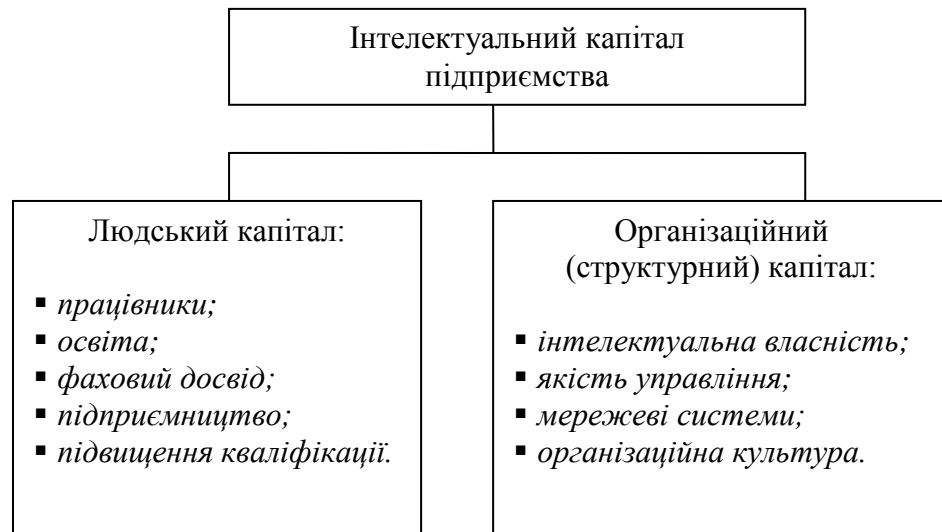 Інтелектуальний капітал
підприємства
Людський капітал:
▪ працівники;
▪ освіта;
▪ фаховий досвід;
▪ підприємництво;
▪ підвищення кваліфікації.
Організаційний
(структурний) капітал:
▪ інтелектуальна власність;
▪ якість управління;
▪ мережеві системи;
▪ організаційна культура.